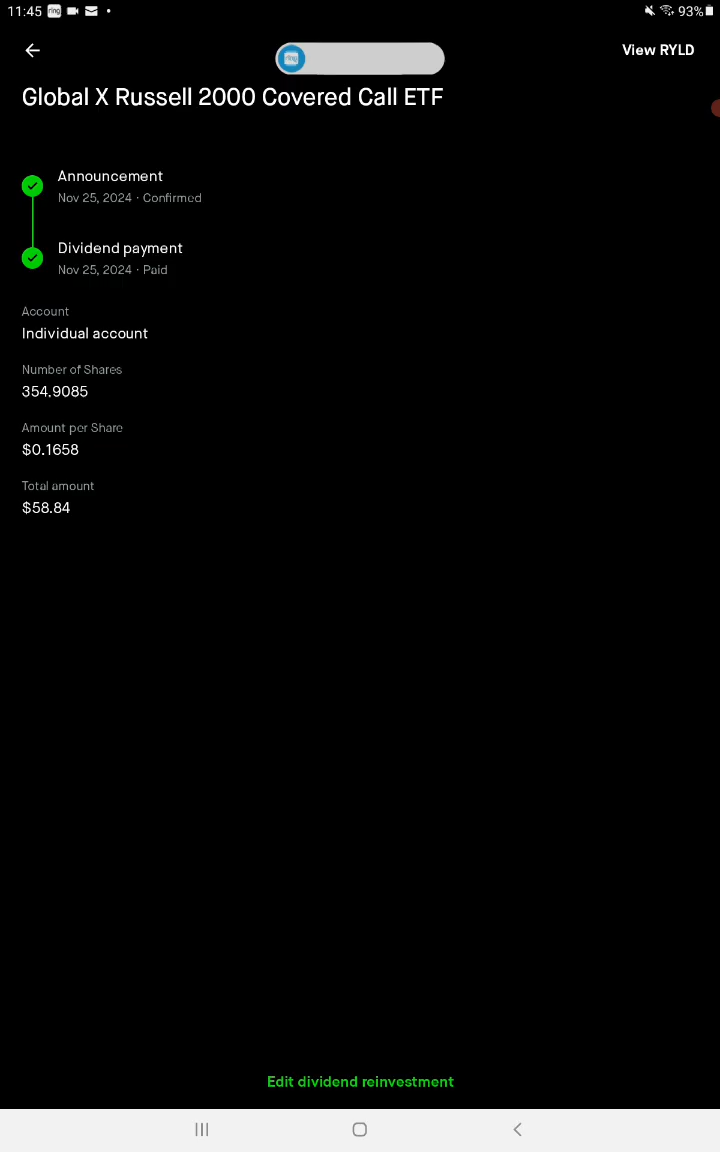 11:45 ring 93%
ring
View RYLD
Global X Russell 2000 Covered Call ETF
Announcement
Nov 25, 2024 · Confirmed
Dividend payment
Nov 25, 2024 · Paid
Account
Individual account
Number of Shares
354.9085
Amount per Share
$0.1658
Total amount
$58.84
Edit dividend reinvestment